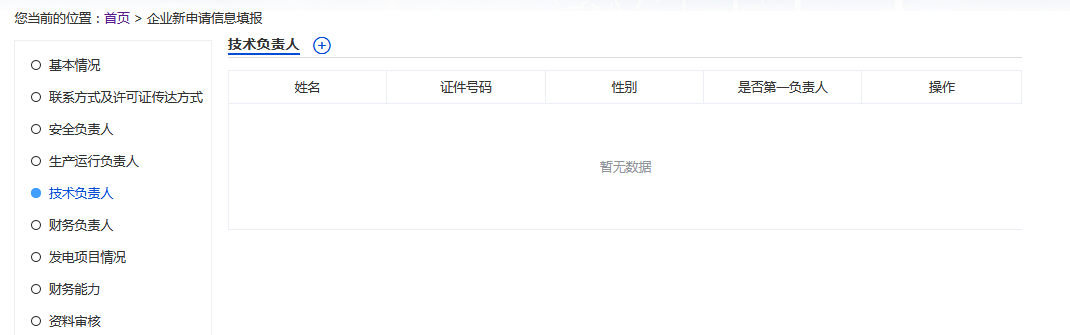 您当前的位置：首页 > 企业新申请信息填报
基本情况
联系方式及许可证传达方式
安全负责人
生产运行负责人
技术负责人
财务负责人
发电项目情况
财务能力
资料审核
技术负责人
姓名 证件号码 性别 是否第一负责人 操作
暂无数据